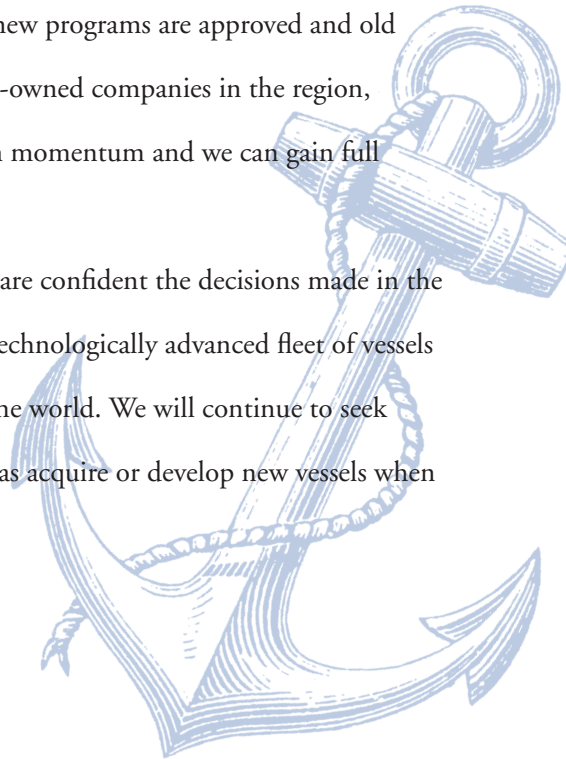 new programs are approved and old
-owned companies in the region,
momentum and we can gain full
are confident the decisions made in the
echnologically advanced fleet of vessels
he world. We will continue to seek
as acquire or develop new vessels when